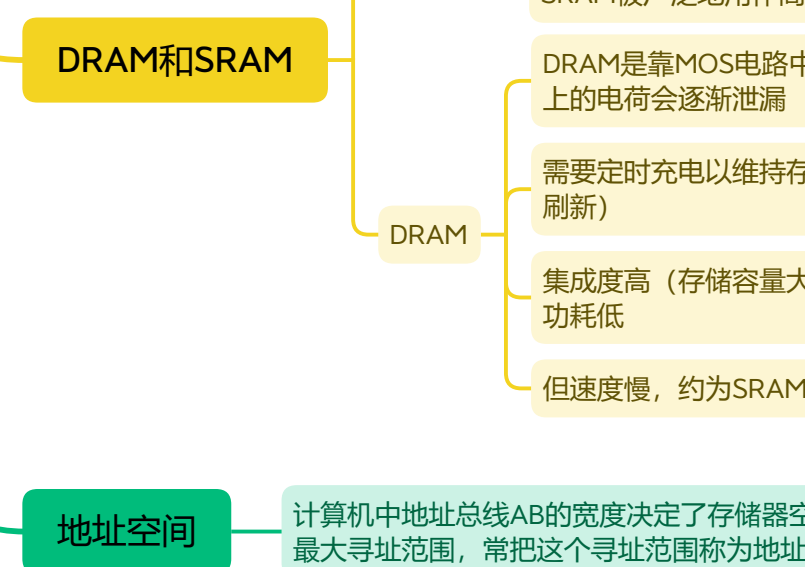 DRAM和SRAM
DRAM是靠MOS电路中
上的电荷会逐渐泄漏
需要定时充电以维持存
刷新）
DRAM
集成度高（存储容量大
功耗低
但速度慢，约为SRAM
地址空间
计算机中地址总线AB的宽度决定了存储器空
最大寻址范围，常把这个寻址范围称为地址